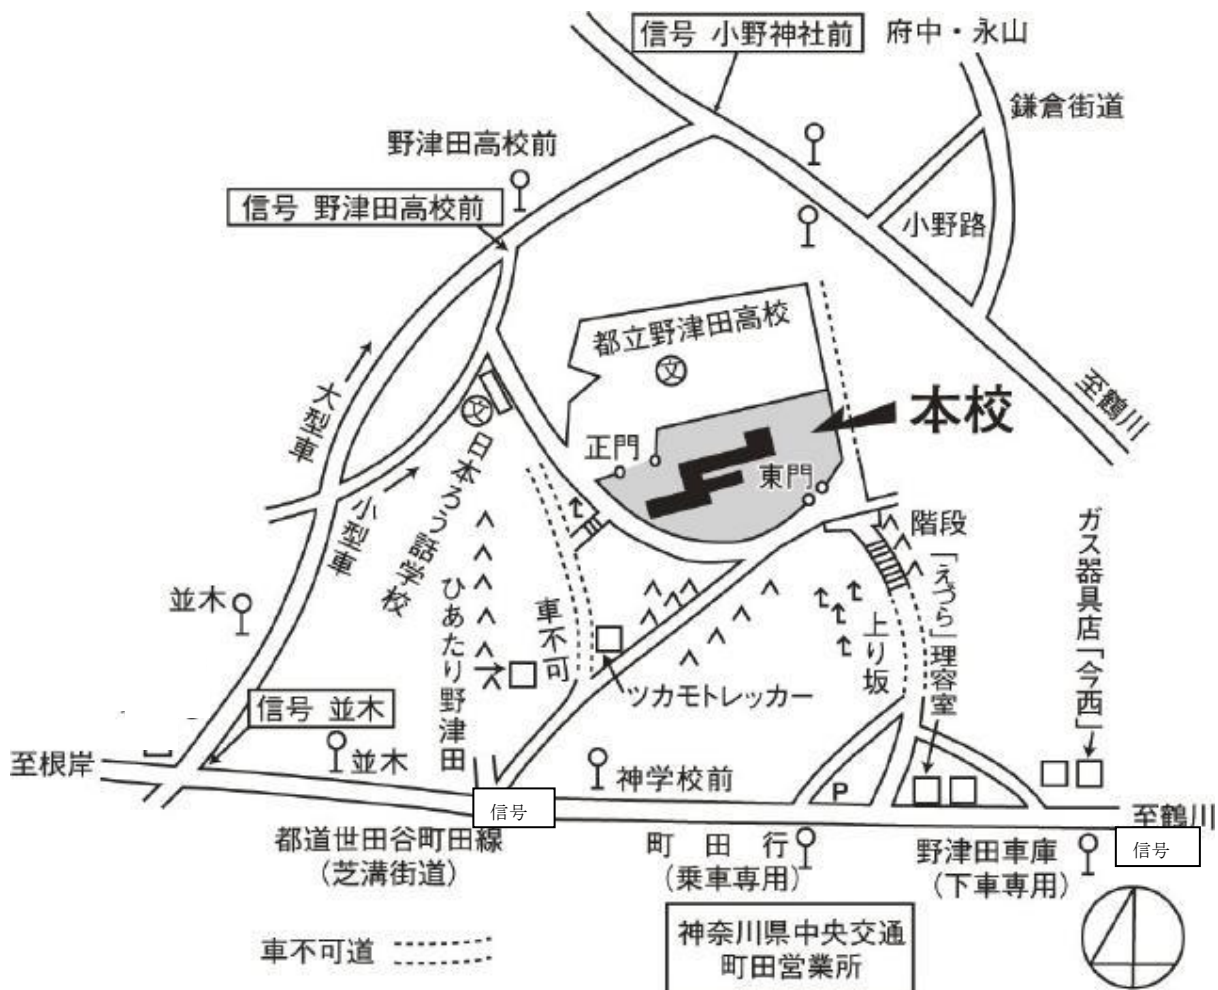 信号 小野神社前
府中・永山
鎌倉街道
野津田高校前
信号 野津田高校前
小野路
都立野津田高校
文
至鶴川
本校
大型車
正門
東門
文
日本ろう話学校
小型車
階段
ガス器具店「今西」
「えづら」理容室
並木
ひあたり野津田
車不可
上り坂
ツカモトレッカー
信号 並木
至根岸
並木
神学校前
P
信号
至鶴川
都道世田谷町田線
(芝溝街道)
町田行
(乗車専用)
野津田車庫
(下車専用)
信号
車不可道
神奈川県中央交通
町田営業所